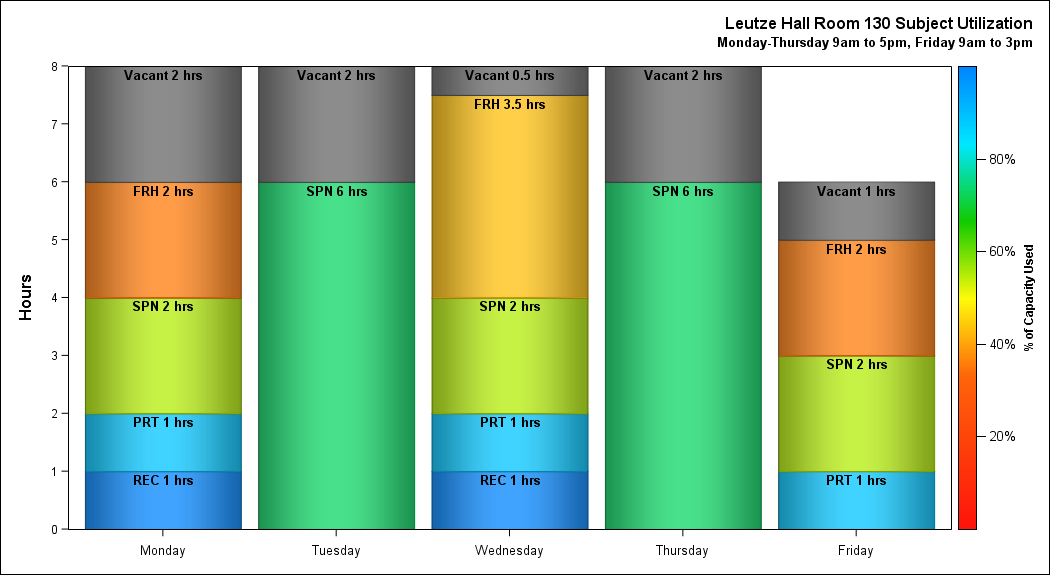 Leutze Hall Room 130 Subject Utilization
Monday-Thursday 9am to 5pm, Friday 9am to 3pm
Hours
8
7
6
5
4
3
2
1
0
Vacant 2 hrs
FRH 2 hrs
SPN 2 hrs
PRT 1 hrs
REC 1 hrs
Vacant 2 hrs
SPN 6 hrs
Vacant 0.5 hrs
FRH 3.5 hrs
SPN 2 hrs
PRT 1 hrs
REC 1 hrs
Vacant 2 hrs
SPN 6 hrs
Vacant 1 hrs
FRH 2 hrs
SPN 2 hrs
PRT 1 hrs
Monday
Tuesday
Wednesday
Thursday
Friday
80%
60%
40%
20%
% of Capacity Used